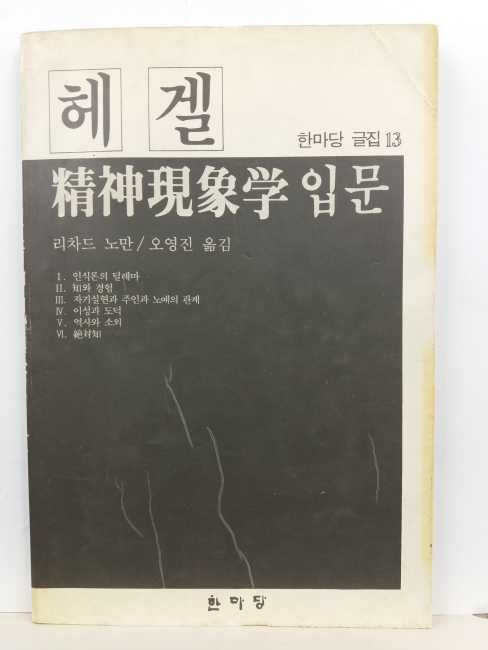 헤겔
한마당 글집 13
精神現象学 입문
리차드 노만/오영진 옮김
Ⅰ. 인식론의 딜레마
Ⅱ. 知와 경험
Ⅲ. 자기실현과 주인과 노예의 관계
Ⅳ. 이성과 도덕
Ⅴ. 역사와 소외
Ⅵ. 絶対知
한마당